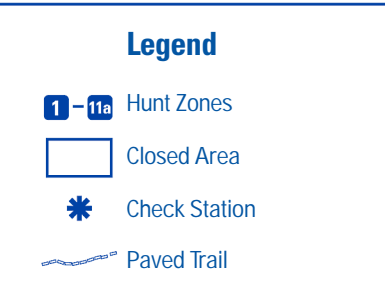 Legend
1 - 11a Hunt Zones
Closed Area
Check Station
Paved Trail